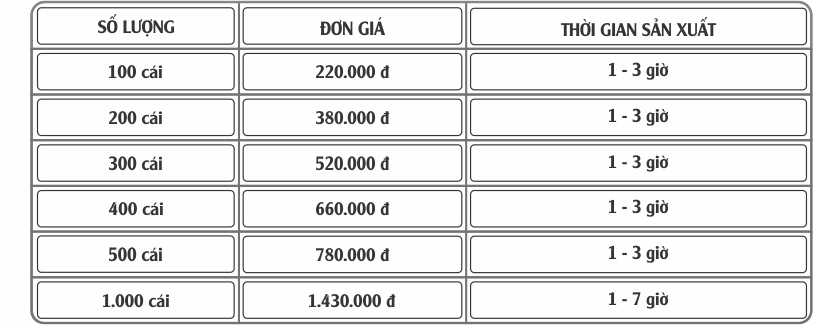 SỐ LƯỢNG ĐƠN GIÁ THỜI GIAN SẢN XUẤT
100 cái 220.000 đ 1 - 3 giờ
200 cái 380.000 đ 1 - 3 giờ
300 cái 520.000 đ 1 - 3 giờ
400 cái 660.000 đ 1 - 3 giờ
500 cái 780.000 đ 1 - 3 giờ
1.000 cái 1.430.000 đ 1 - 7 giờ